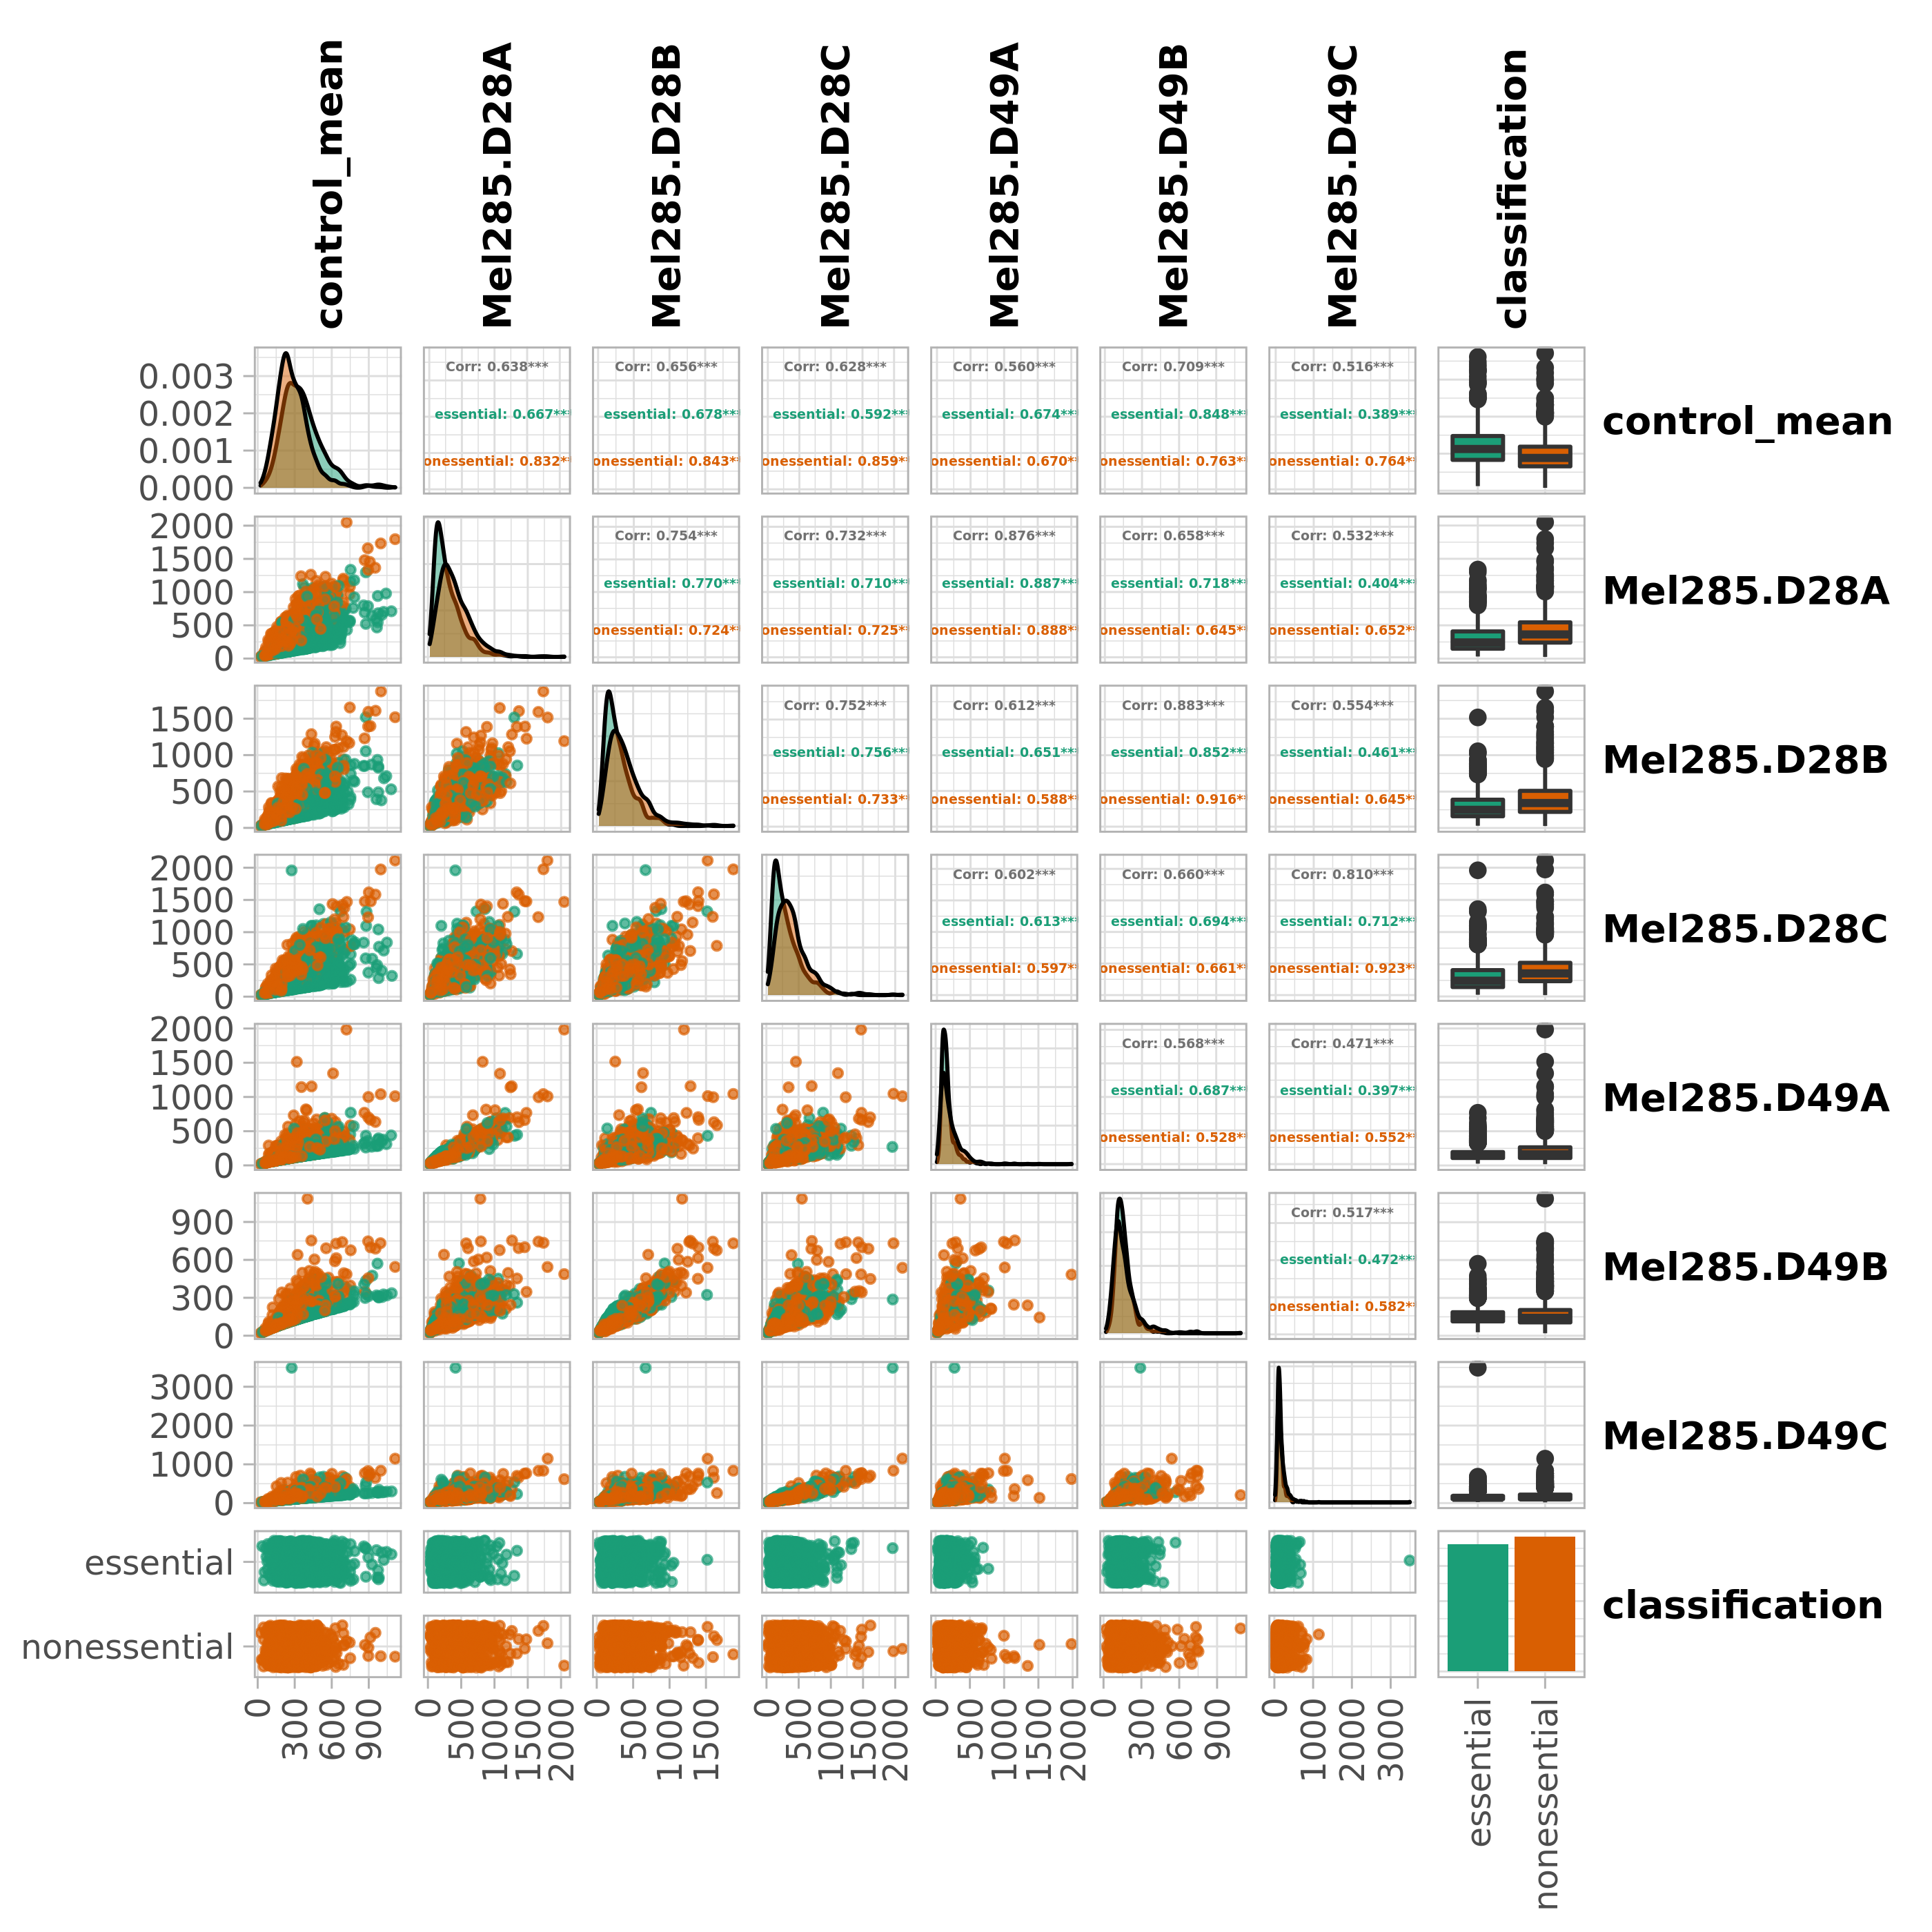 control_mean
Mel285.D28A
Mel285.D28B
Mel285.D28C
Mel285.D49A
Mel285.D49B
Mel285.D49C
classification
0.003
0.002
0.001
0.000
Corr: 0.638***
essential: 0.667***
onessential: 0.832**
Corr: 0.656***
essential: 0.678***
onessential: 0.843**
Corr: 0.628***
essential: 0.592***
onessential: 0.859**
Corr: 0.560***
essential: 0.674***
onessential: 0.670**
Corr: 0.709***
essential: 0.848***
onessential: 0.763**
Corr: 0.516***
essential: 0.389***
onessential: 0.764**
control_mean
2000
1500
1000
500
0
Corr: 0.754***
essential: 0.770***
onessential: 0.724**
Corr: 0.732***
essential: 0.710***
onessential: 0.725**
Corr: 0.876***
essential: 0.887***
onessential: 0.888**
Corr: 0.658***
essential: 0.718***
onessential: 0.645**
Corr: 0.532***
essential: 0.404***
onessential: 0.652**
Mel285.D28A
1500
1000
500
0
Corr: 0.752***
essential: 0.756***
onessential: 0.733**
Corr: 0.612***
essential: 0.651***
onessential: 0.588**
Corr: 0.883***
essential: 0.852***
onessential: 0.916**
Corr: 0.554***
essential: 0.461***
onessential: 0.645**
Mel285.D28B
2000
1500
1000
500
0
Corr: 0.602***
essential: 0.613***
onessential: 0.597**
Corr: 0.660***
essential: 0.694***
onessential: 0.661**
Corr: 0.810***
essential: 0.712***
onessential: 0.923**
Mel285.D28C
2000
1500
1000
500
0
Corr: 0.568***
essential: 0.687***
onessential: 0.528**
Corr: 0.471***
essential: 0.397***
onessential: 0.552**
Mel285.D49A
900
600
300
0
Corr: 0.517***
essential: 0.472***
onessential: 0.582**
Mel285.D49B
3000
2000
1000
0
Mel285.D49C
essential
nonessential
classification
0
300
600
900
0
500
1000
1500
2000
0
500
1000
1500
0
500
1000
1500
2000
0
500
1000
1500
2000
0
300
600
900
0
1000
2000
3000
essential
nonessential